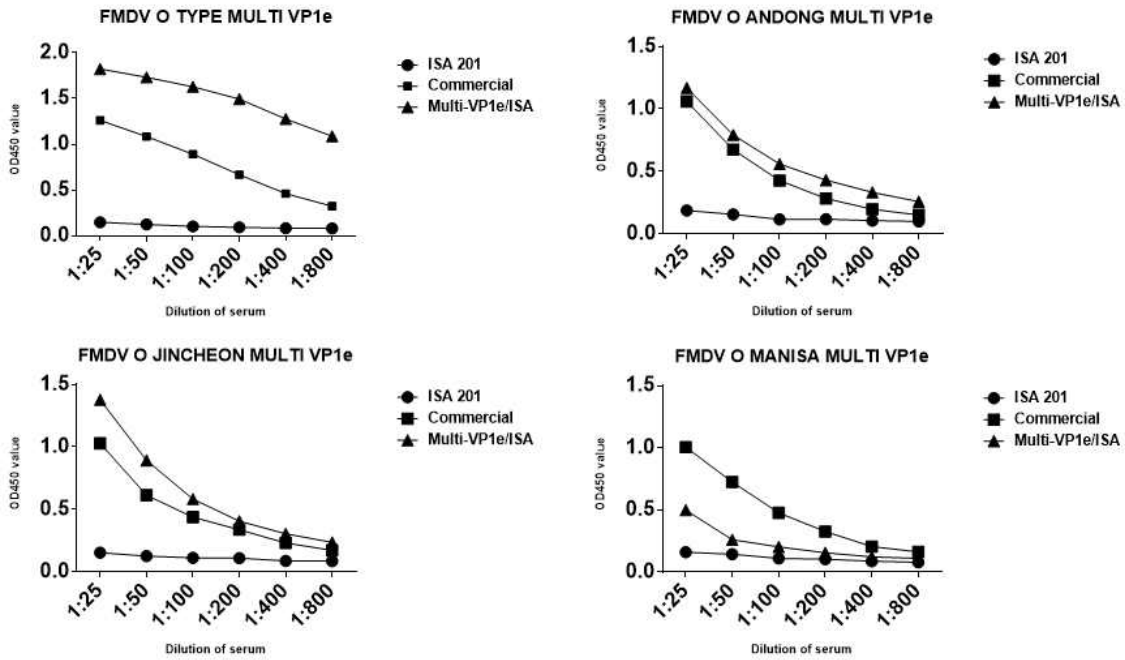 FMDV O TYPE MULTI VP1e
OD450 value
2.0
1.5
1.0
0.5
0.0
1:25
1:50
1:100
1:200
1:400
1:800
Dilution of serum
ISA 201
Commercial
Multi-VP1e/ISA
FMDV O ANDONG MULTI VP1e
OD450 value
1.5
1.0
0.5
0.0
1:25
1:50
1:100
1:200
1:400
1:800
Dilution of serum
ISA 201
Commercial
Multi-VP1e/ISA
FMDV O JINCHEON MULTI VP1e
OD450 value
1.5
1.0
0.5
0.0
1:25
1:50
1:100
1:200
1:400
1:800
Dilution of serum
ISA 201
Commercial
Multi-VP1e/ISA
FMDV O MANISA MULTI VP1e
OD450 value
1.5
1.0
0.5
0.0
1:25
1:50
1:100
1:200
1:400
1:800
Dilution of serum
ISA 201
Commercial
Multi-VP1e/ISA